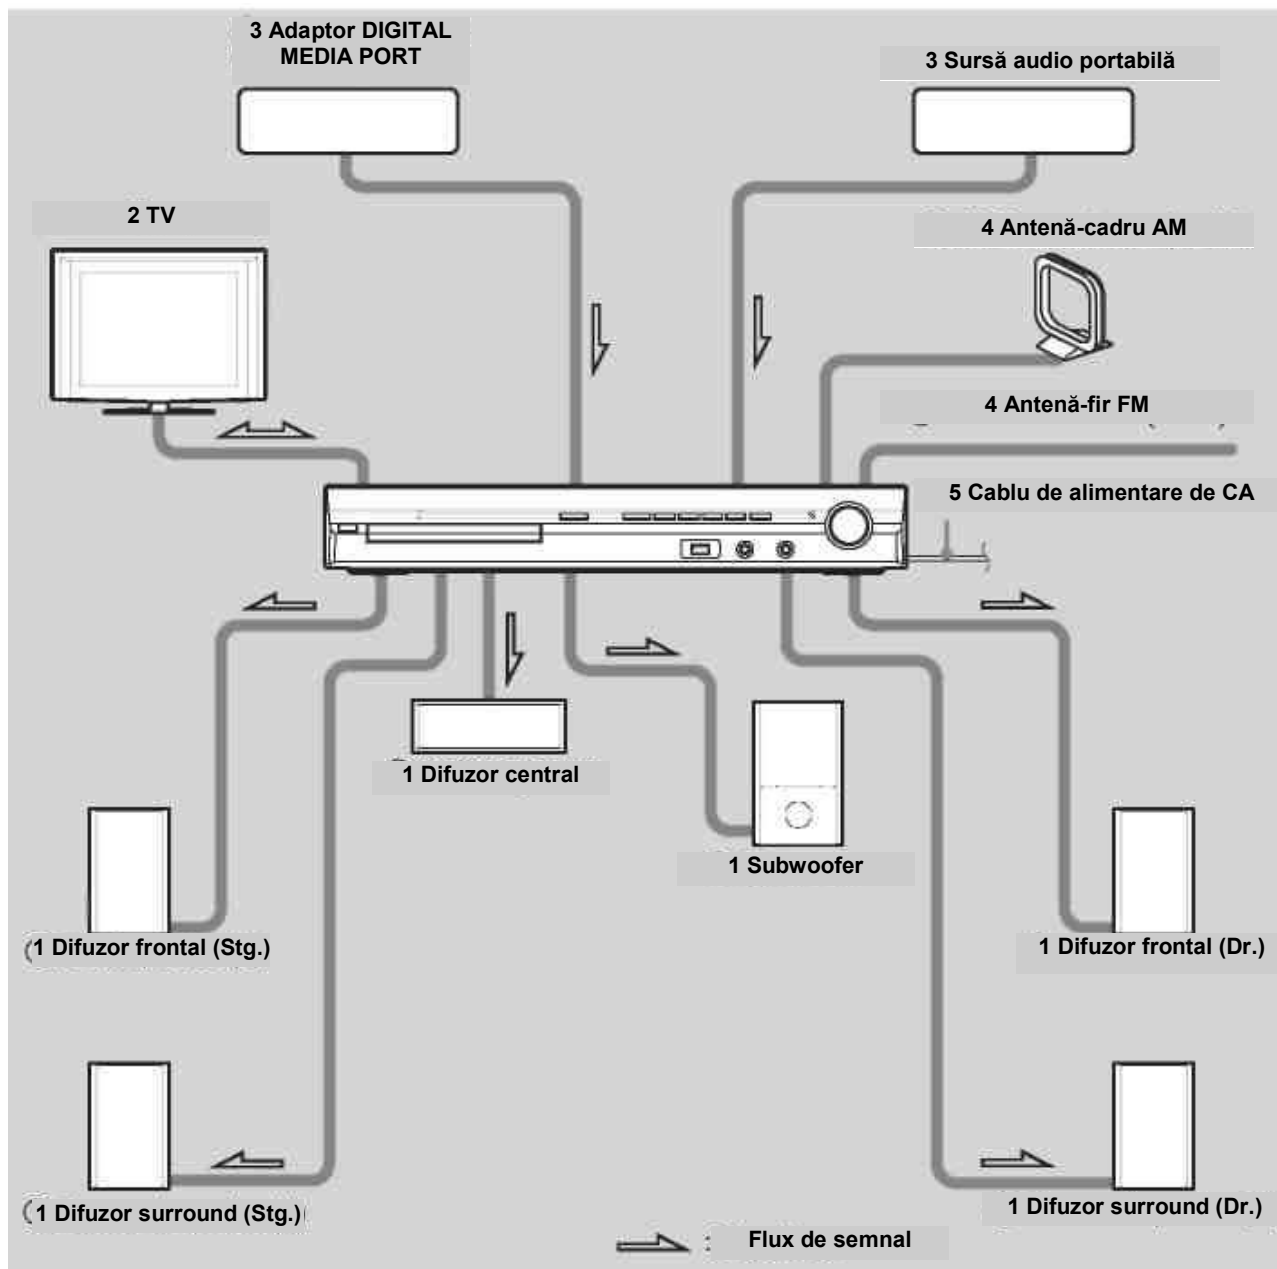 3 Adaptor DIGITAL
MEDIA PORT
3 Sursă audio portabilă
2 TV
4 Antenă-cadru AM
4 Antenă-fir FM
5 Cablu de alimentare de CA
1 Difuzor central
1 Subwoofer
(1 Difuzor frontal (Stg.)
1 Difuzor frontal (Dr.)
(1 Difuzor surround (Stg.)
1 Difuzor surround (Dr.)
: Flux de semnal